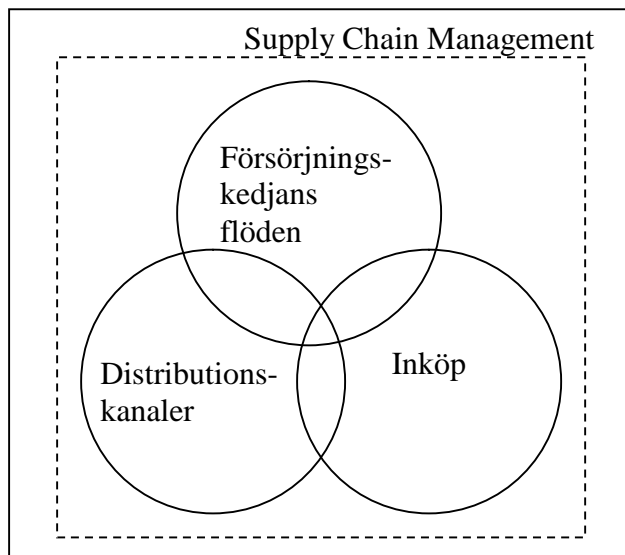 Supply Chain Management
Försörjnings-
kedjans
flöden
Distributions-
kanaler
Inköp